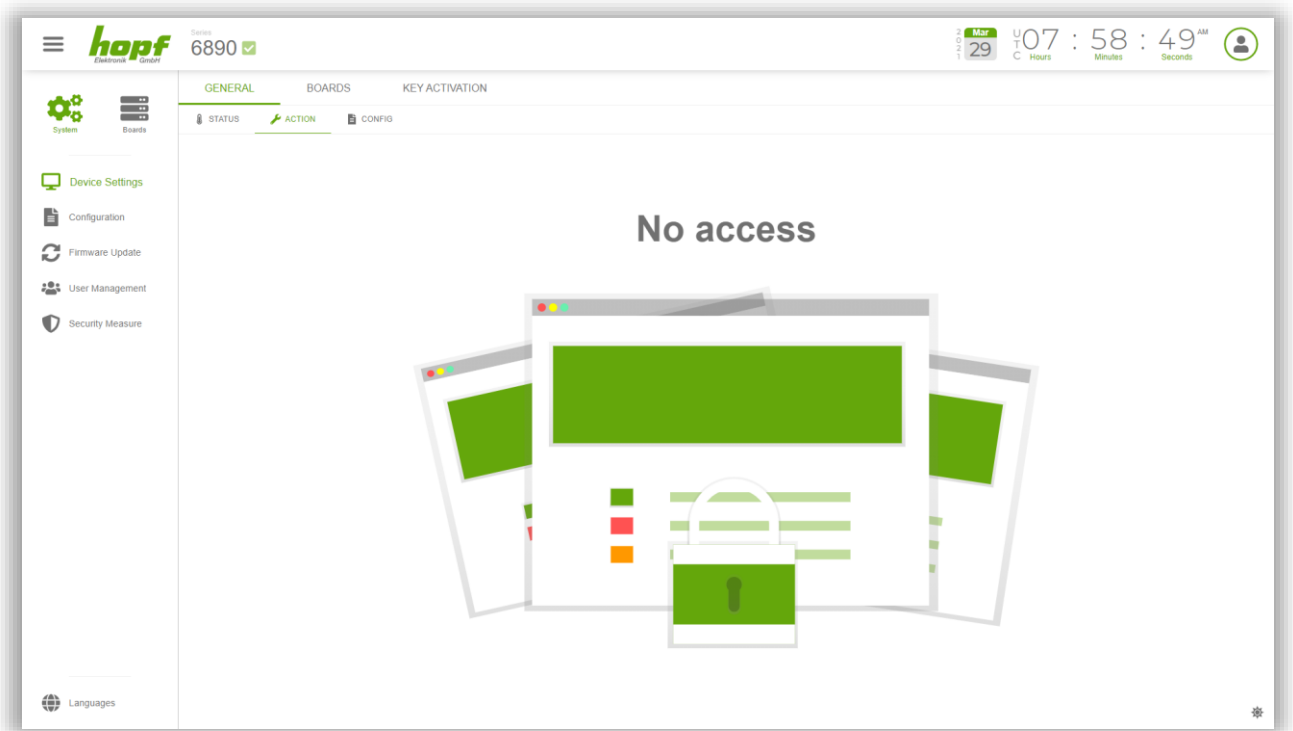 hopf
Elektronik GmbH
Series
6890
2021
Mar
29
UTC
07 : 58 : 49 AM
Hours Minutes Seconds
System Boards
GENERAL BOARDS KEY ACTIVATION
STATUS ACTION CONFIG
Device Settings
Configuration
Firmware Update
User Management
Security Measure
Languages
No access